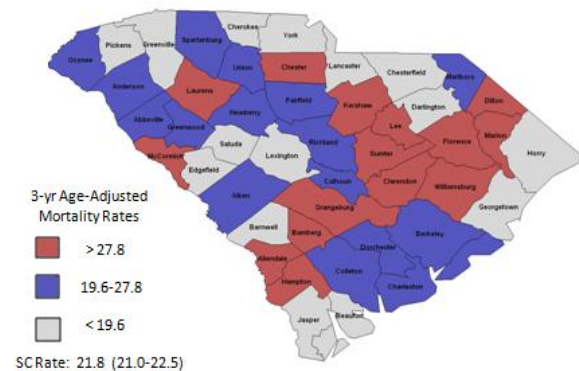 Cherokee
Spartanburg
York
Greenville
Pickens
Oconee
Union
Chester
Lancaster
Chesterfield
Marlboro
Anderson
Laurens
Dillon
Fairfield
Kershaw
Darlington
Newberry
Abbeville
Greenwood
Lee
Marion
Florence
Saluda
Richland
Horry
McCormick
Lexington
Sumter
Edgefield
Calhoun
Clarendon
Williamsburg
Aiken
Orangeburg
Georgetown
Barnwell
Bamberg
Berkeley
Dorchester
Allendale
Colleton
Hampton
Charleston
Jasper
Beaufort
3-yr Age-Adjusted
Mortality Rates
>27.8
19.6-27.8
<19.6
SC Rate: 21.8 (21.0-22.5)